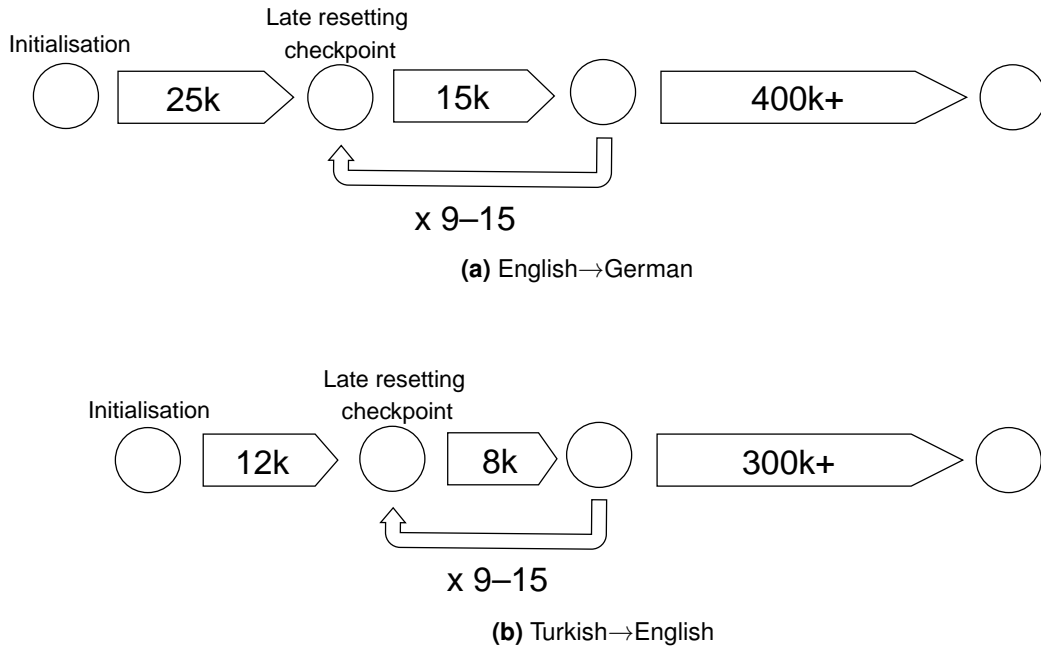 Late resetting
Initialisation
checkpoint
25k
15k
400k+
x 9–15
(a) English→German
Late resetting
Initialisation
checkpoint
12k
8k
300k+
x 9–15
(b) Turkish→English